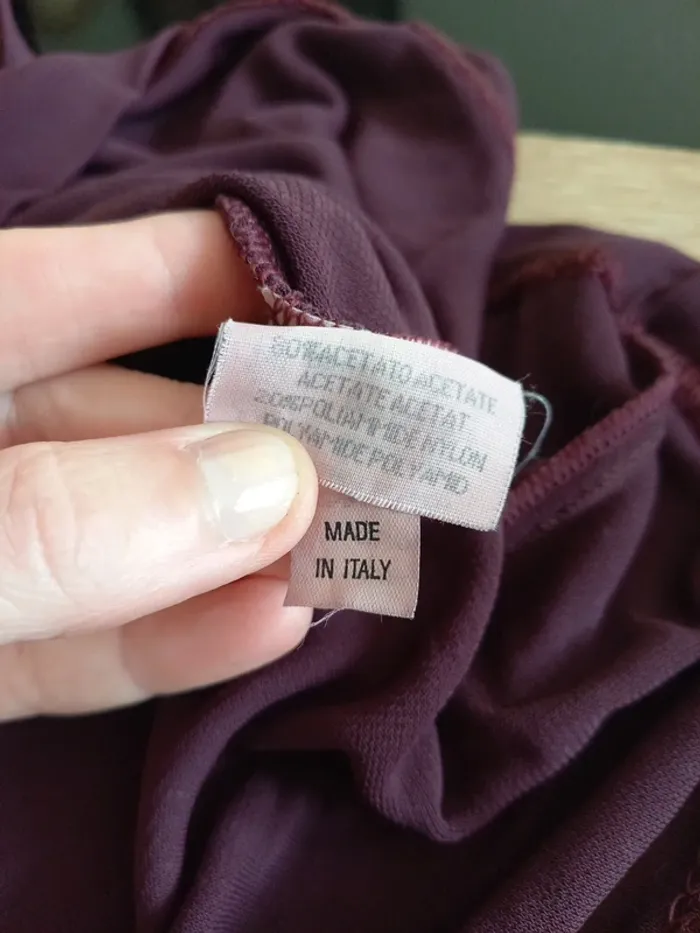 80%ACETATO ACETATE
ACETATE ACETAT
20%POLIAMMIDE NYLON
POLYAMIDE POLYAMID
MADE
IN ITALY